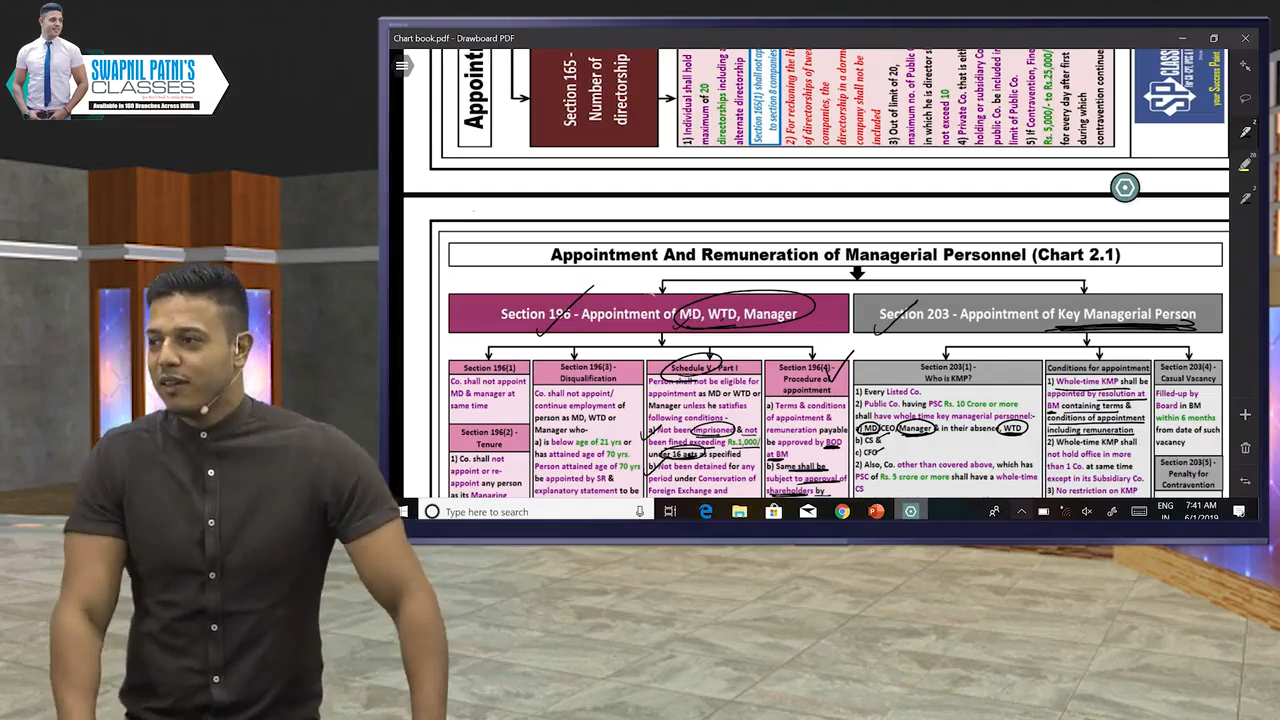 SWAPNIL PATNI'S
CLASSES
Available in 160 Branches Across INDIA
Chart book.pdf - Drawboard PDF
Section 165 -
Number of
directorship
1) Individual shall hold
maximum of 20
directorships including a
alternate directorship
Section 165(1) shall not ap
to section 8 companies
2) For reckoning the li
of directorships of twe
companies, the
directorship in a dorm
company shall not be
included
3) Out of limit of 20,
maximum no. of Public
in which he is director s
not exceed 10
4) Private Co. that is eith
holding or subsidiary Co
public Co. be included in
limit of Public Co.
5) If Contravention, Fine
Rs. 5,000/- to Rs.25,000/
for every day after first
during which
contravention continue
SP CLASS
your Success Point
Appointment And Remuneration of Managerial Personnel (Chart 2.1)
Section 196 - Appointment of MD, WTD, Manager
Section 203 - Appointment of Key Managerial Person
Section 196(1)
Co. shall not appoint
MD & manager at
same time
Section 196(2) -
Tenure
1) Co. shall not
appoint or re-
appoint any person
as its Managing
Section 196(3) -
Disqualification
Co. shall not appoint/
continue employment of
person as MD, WTD or
Manager who-
a) is below age of 21 yrs or
has attained age of 70 yrs.
Person attained age of 70 yrs
be appointed by SR &
explanatory statement to be
Schedule V - Part I
Person shall not be eligible for
appointment as MD or WTD or
Manager unless he satisfies
following conditions -
a) Not been imprisoned & not
been fined exceeding Rs.1,000/
under 16 acts as specified
b) Not been detained for any
period under Conservation of
Foreign Exchange and
Section 196(4) -
Procedure of
appointment
a) Terms & conditions
of appointment &
remuneration payable
be approved by BOD
at BM
b) Same shall be
subject to approval of
shareholders by
Section 203(1) -
Who is KMP?
1) Every Listed Co.
2) Public Co. having PSC Rs. 10 Crore or more
shall have whole time key managerial personnel:-
a) MD/CEO/Manager & in their absence, WTD
b) CS &
c) CFO
2) Also, Co. other than covered above, which has
PSC of Rs. 5 crore or more shall have a whole-time
CS
Conditions for appointment
1) Whole-time KMP shall be
appointed by resolution at
BM containing terms &
conditions of appointment
including remuneration
2) Whole-time KMP shall
not hold office in more
than 1 Co. at same time
except in its Subsidiary Co.
3) No restriction on KMP
Section 203(4) -
Casual Vacancy
Filled-up by
Board in BM
within 6 months
from date of such
vacancy
Section 203(5) -
Penalty for
Contravention
Type here to search
ENG
IN
7:41 AM
6/1/2019